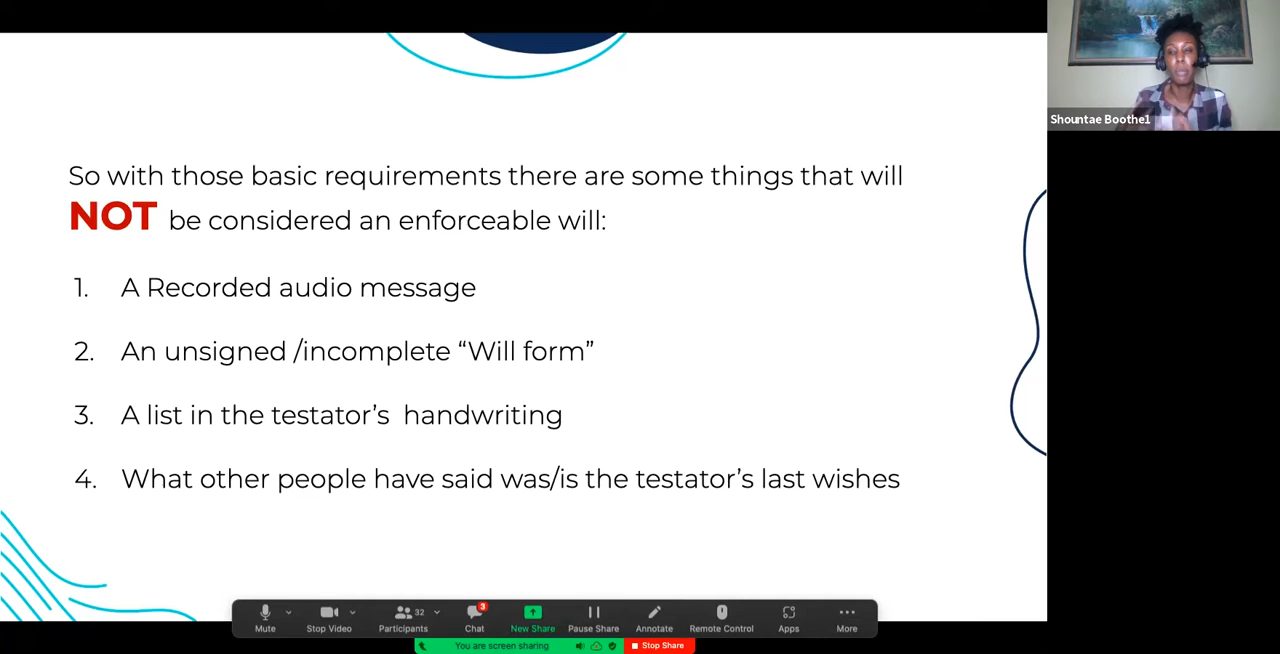 Shountae Boothe1
So with those basic requirements there are some things that will
NOT be considered an enforceable will:
1. A Recorded audio message
2. An unsigned /incomplete “Will form”
3. A list in the testator’s handwriting
4. What other people have said was/is the testator’s last wishes
32
3
Mute
Stop Video
Participants
Chat
New Share
Pause Share
Annotate
Remote Control
Apps
More
You are screen sharing
Stop Share